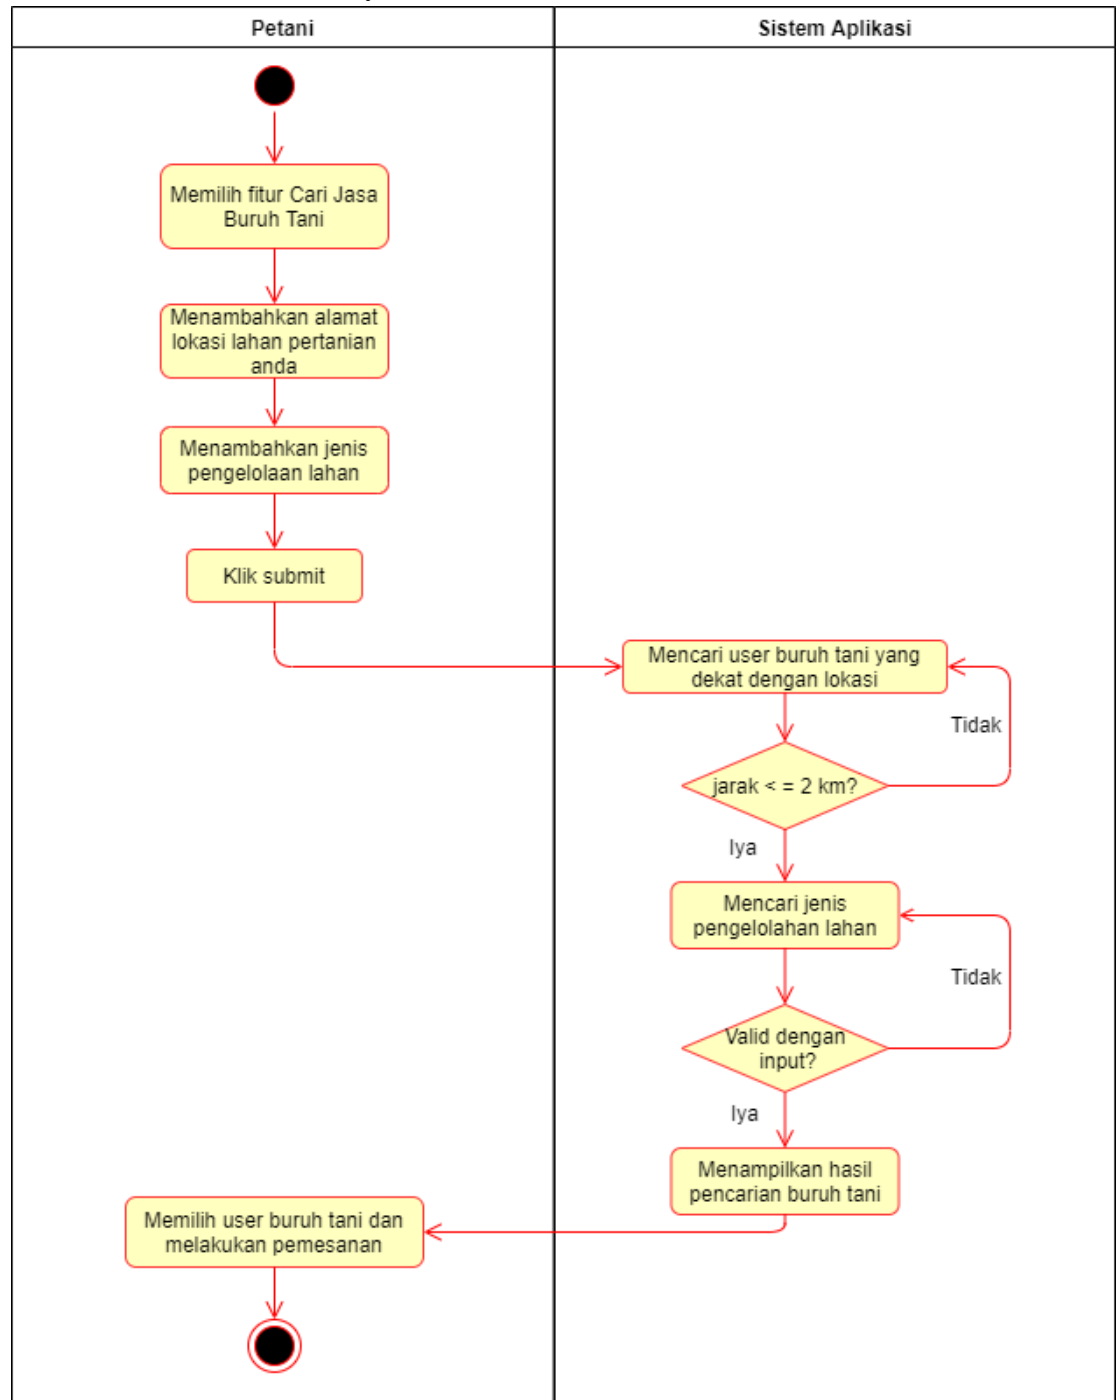 Petani
Sistem Aplikasi
Memilih fitur Cari Jasa
Buruh Tani
Menambahkan alamat
lokasi lahan pertanian
anda
Menambahkan jenis
pengelolaan lahan
Klik submit
Mencari user buruh tani yang
dekat dengan lokasi
Tidak
jarak < = 2 km?
Iya
Mencari jenis
pengelolahan lahan
Tidak
Valid dengan
input?
Iya
Menampilkan hasil
pencarian buruh tani
Memilih user buruh tani dan
melakukan pemesanan